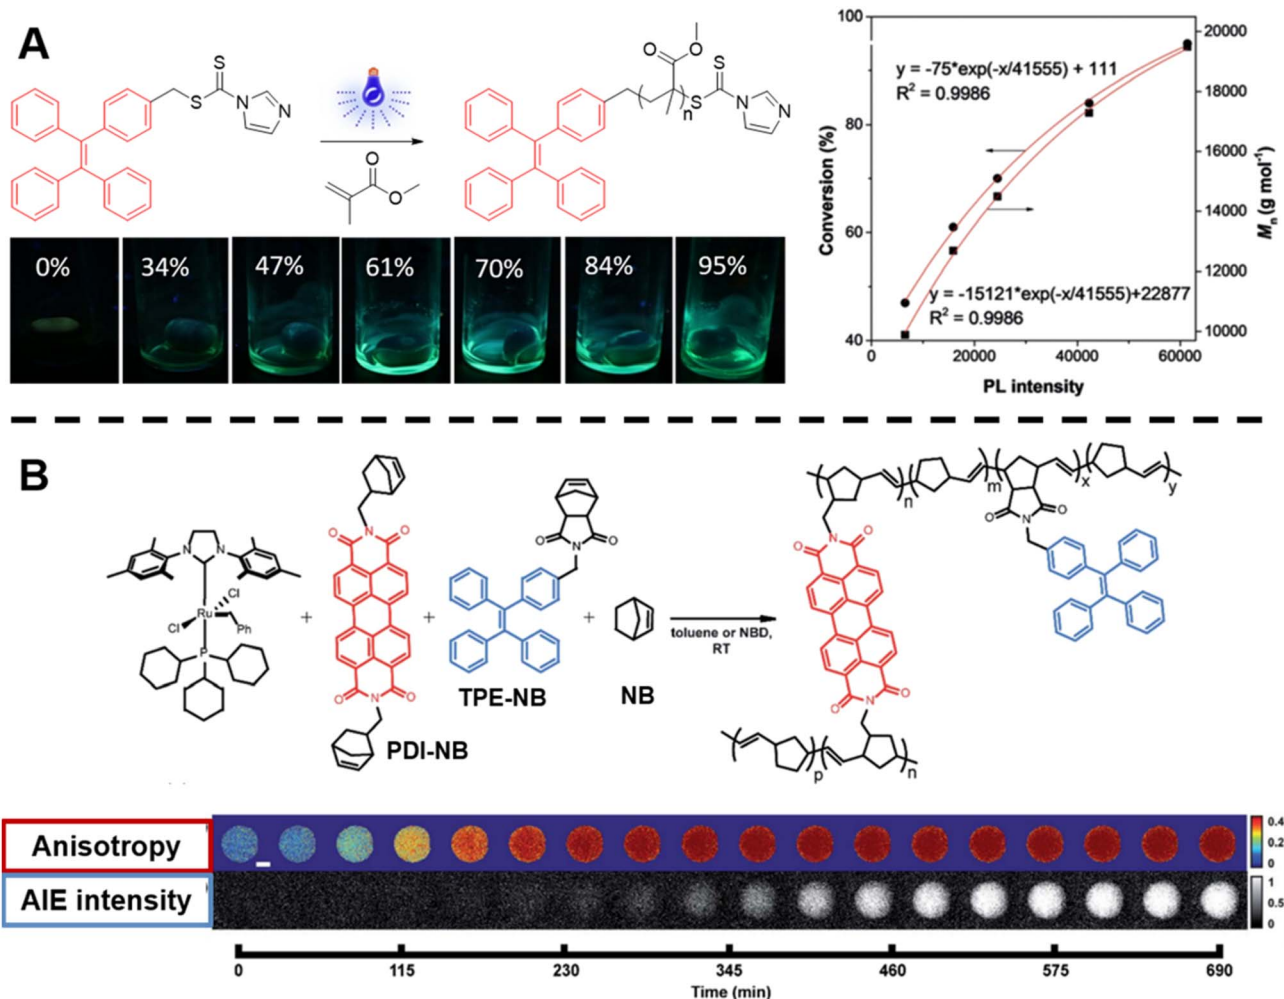 A
S
S
N
N
O
O
O
O
n
S
S
N
N
0%
34%
47%
61%
70%
84%
95%
100
80
60
40
Conversion (%)
y = -75*exp(-x/41555) + 111
R² = 0.9986
y = -15121*exp(-x/41555)+22877
R² = 0.9986
20000
18000
16000
14000
12000
10000
Mn (g mol-1)
0
20000
40000
60000
PL intensity
B
N
N
Cl
Ru
Cl
Ph
P
+
O
N
O
O
N
O
PDI-NB
+
O
N
O
TPE-NB
+
NB
toluene or NBD,
RT
n
m
x
y
O
N
O
O
N
O
O
N
O
p
n
Anisotropy
0.4
0.2
0
AIE intensity
1
0.5
0
0
115
230
345
460
575
690
Time (min)